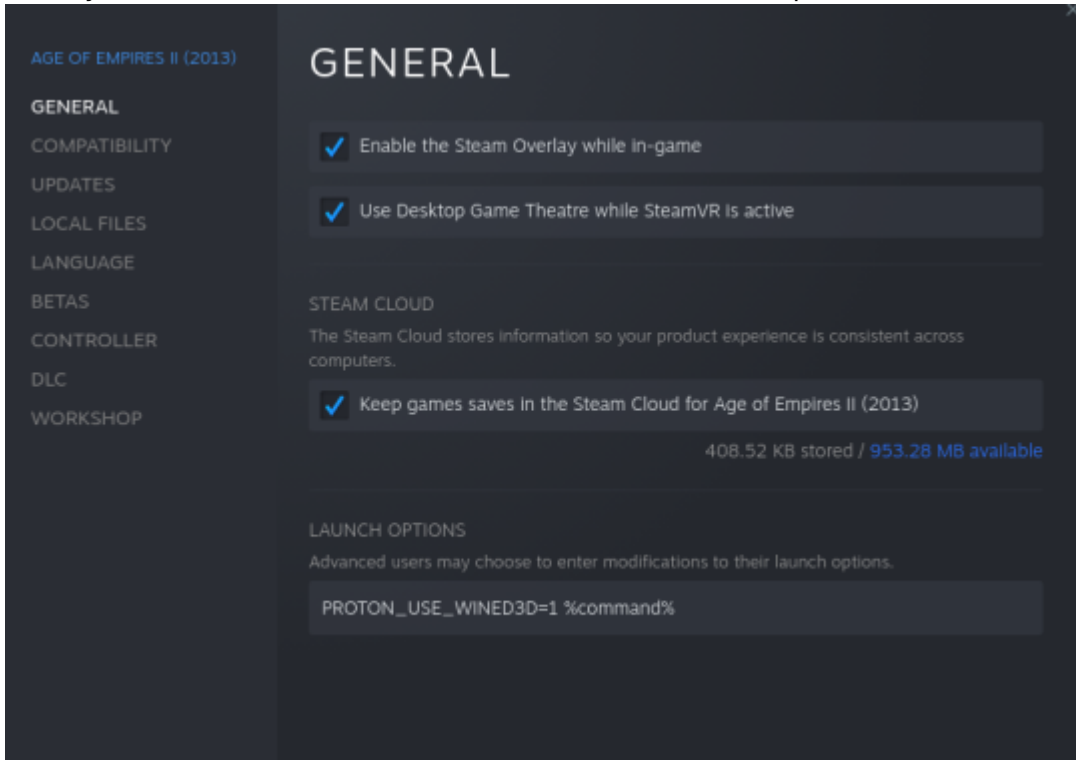 AGE OF EMPIRES II (2013)
GENERAL
COMPATIBILITY
UPDATES
LOCAL FILES
LANGUAGE
BETAS
CONTROLLER
DLC
WORKSHOP
GENERAL
Enable the Steam Overlay while in-game
Use Desktop Game Theatre while SteamVR is active
STEAM CLOUD
The Steam Cloud stores information so your product experience is consistent across
computers.
Keep games saves in the Steam Cloud for Age of Empires II (2013)
408.52 KB stored / 953.28 MB available
LAUNCH OPTIONS
Advanced users may choose to enter modifications to their launch options.
PROTON_USE_WINED3D=1 %command%